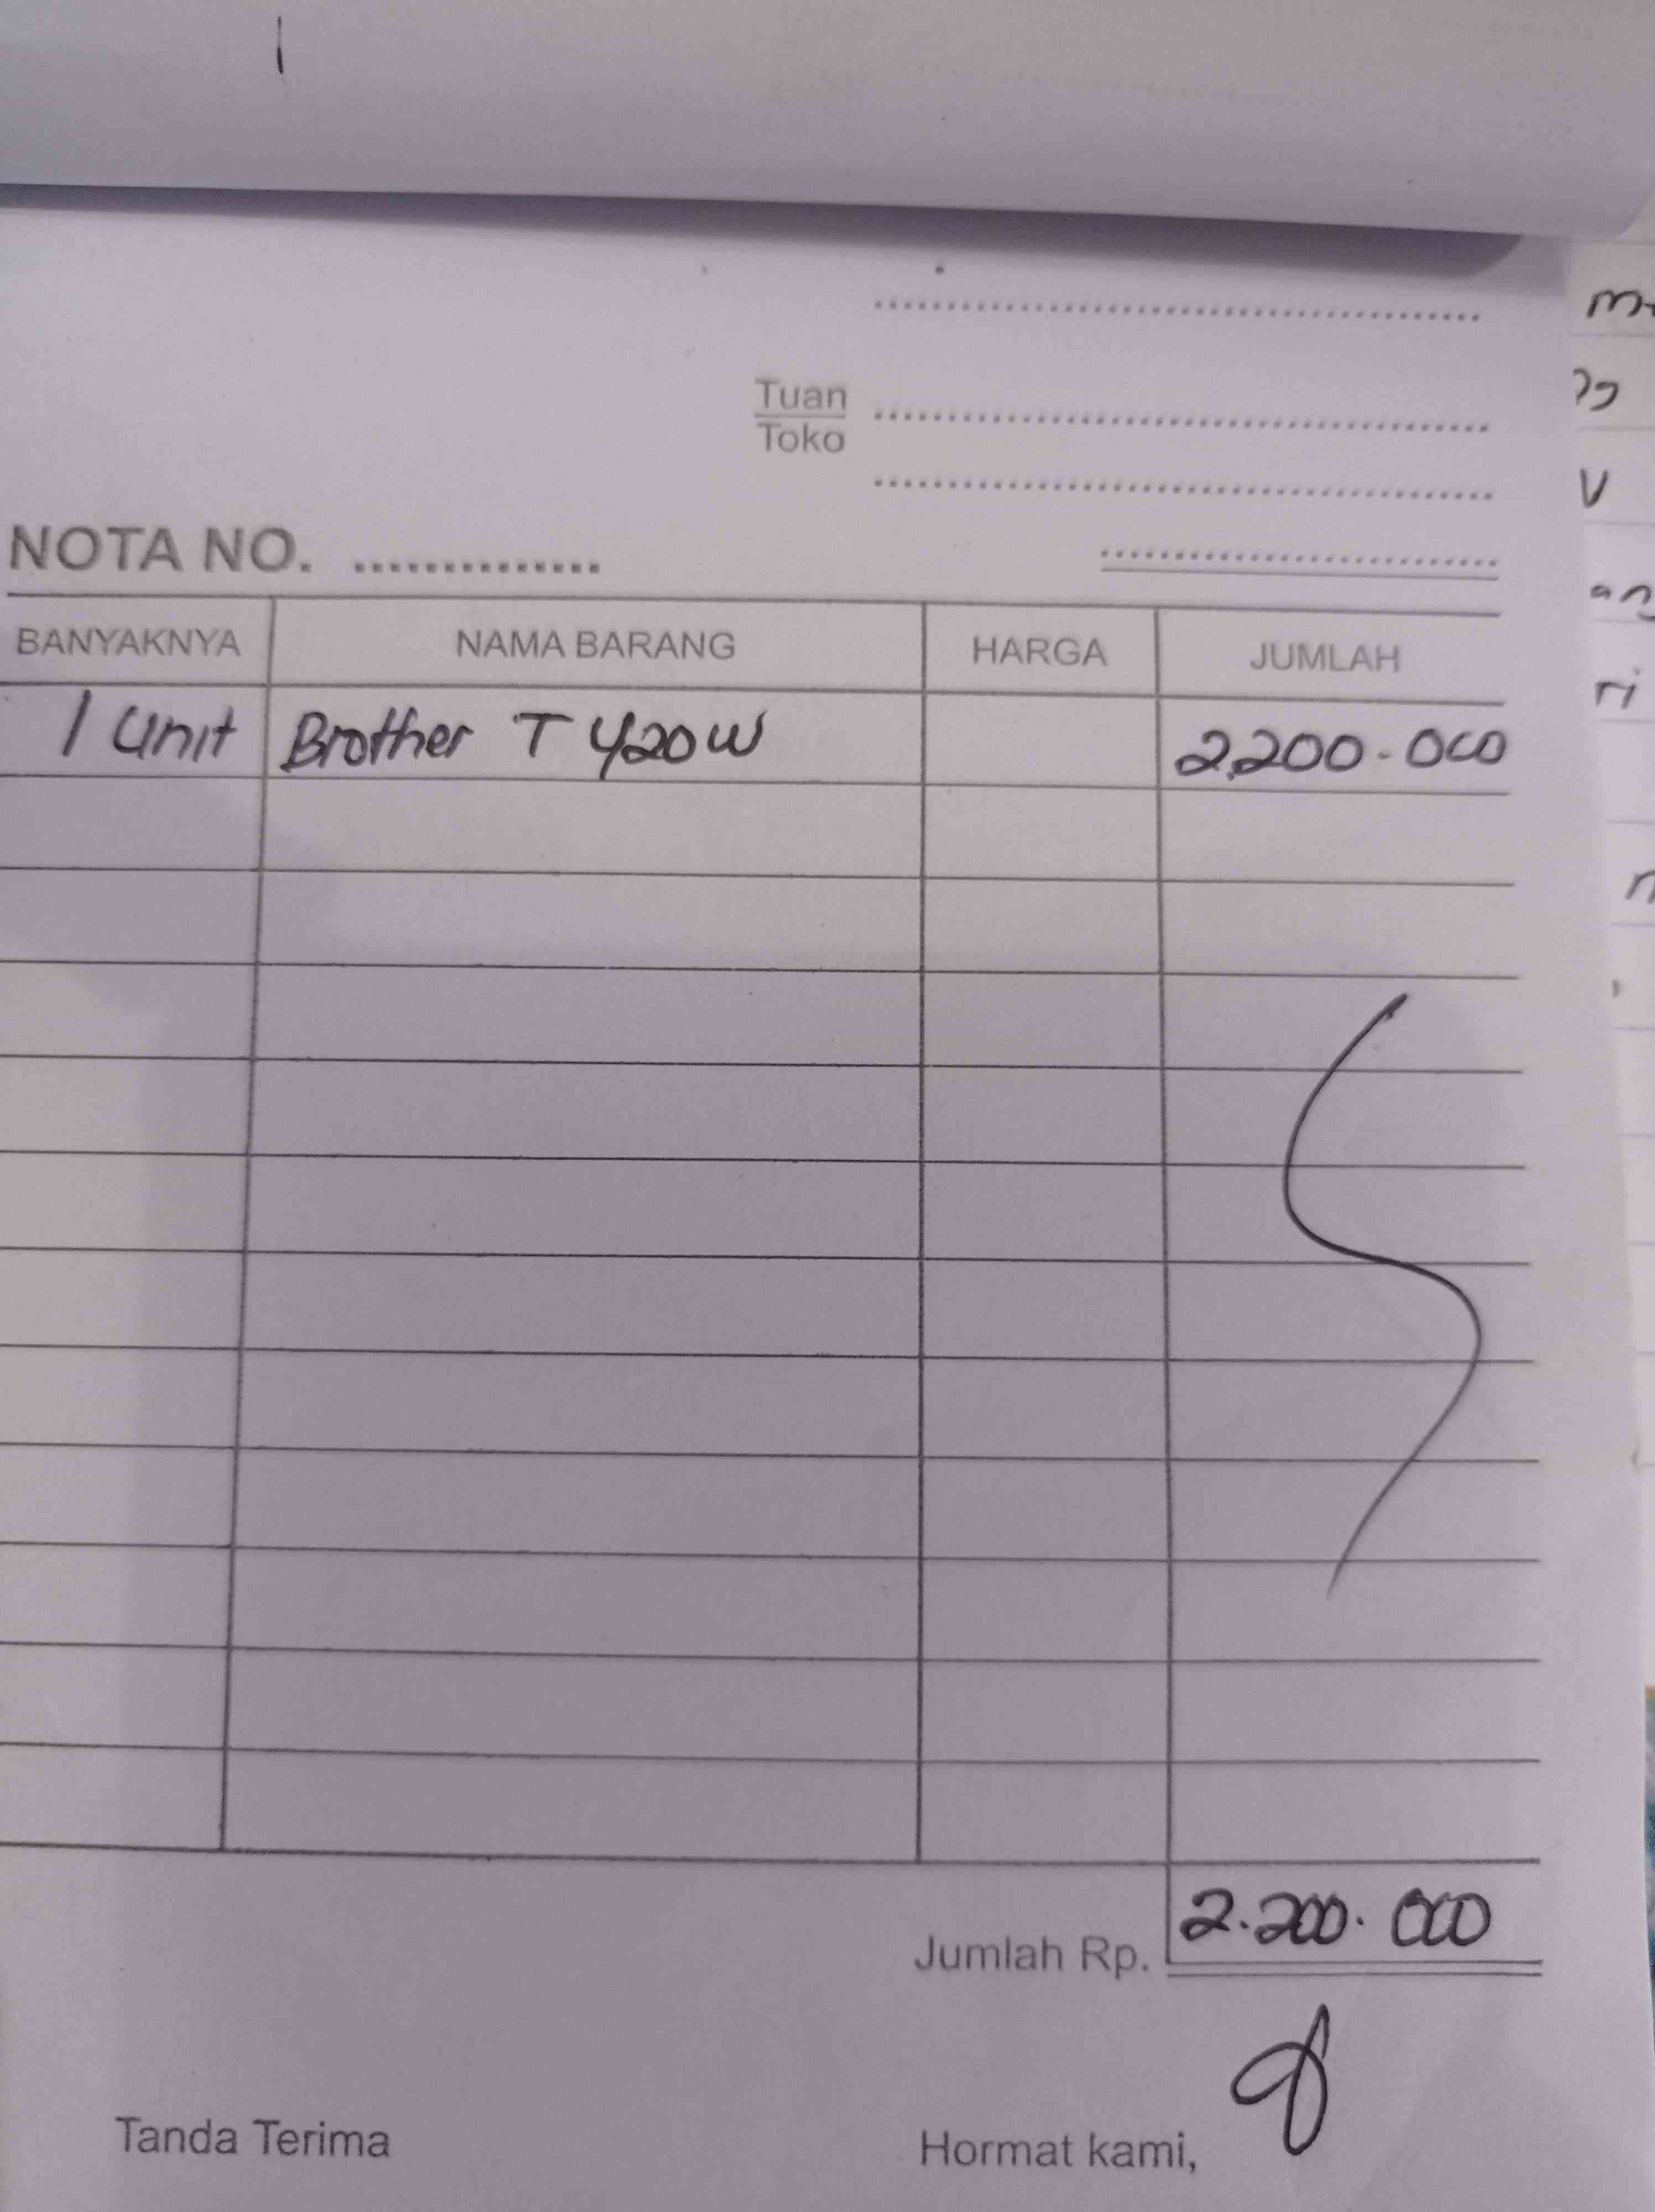 Tuan
Toko
NOTA NO. ..............
BANYAKNYA NAMA BARANG HARGA JUMLAH
1 Unit Brother T 420 W 2.200.000
Jumlah Rp. 2.200.000
Tanda Terima Hormat kami,